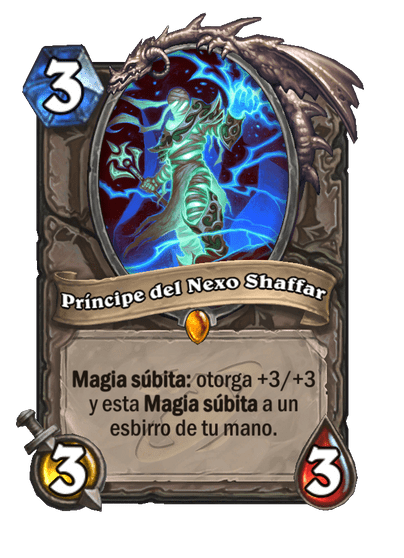 3
Príncipe del Nexo Shaffar
Magia súbita: otorga +3/+3
y esta Magia súbita a un
esbirro de tu mano.
3
3